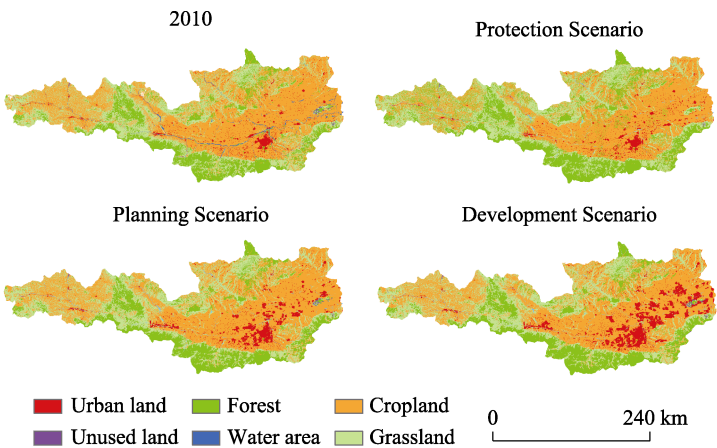 2010
Protection Scenario
Planning Scenario
Development Scenario
Urban land
Forest
Cropland
Unused land
Water area
Grassland
0
240 km